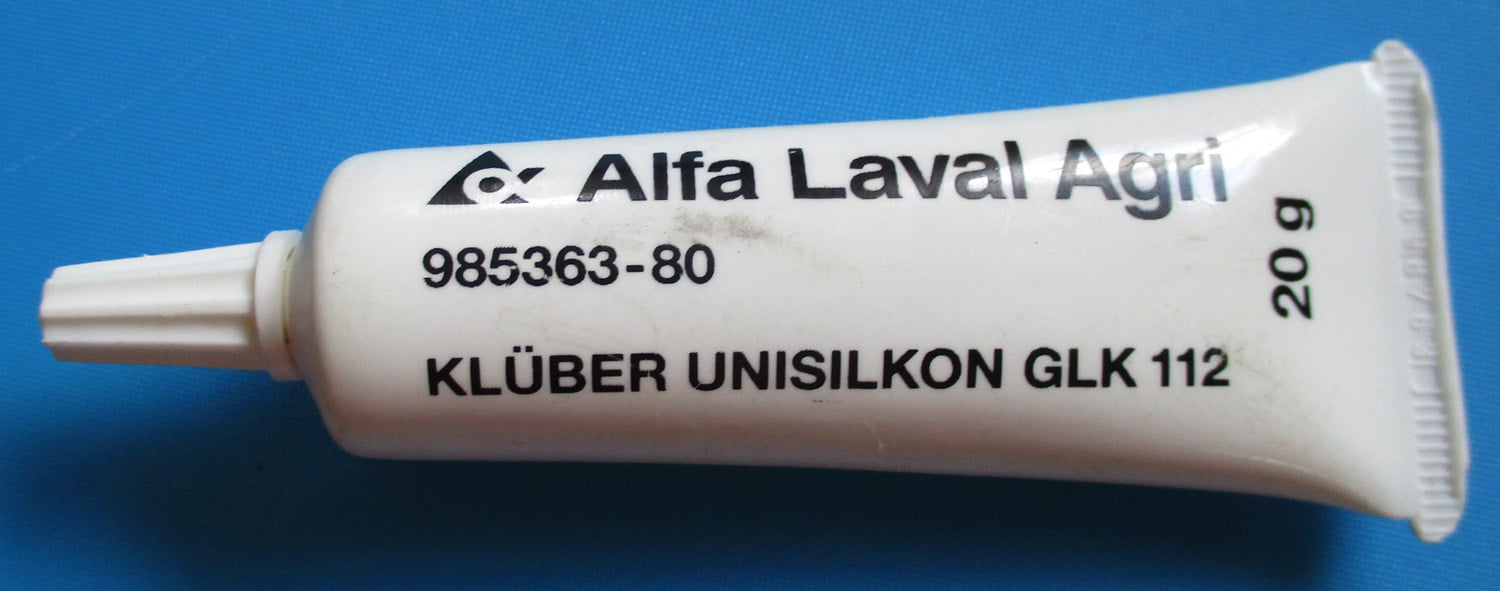 Alfa Laval Agri
985363-80
KLÜBER UNISILKON GLK 112
20 g